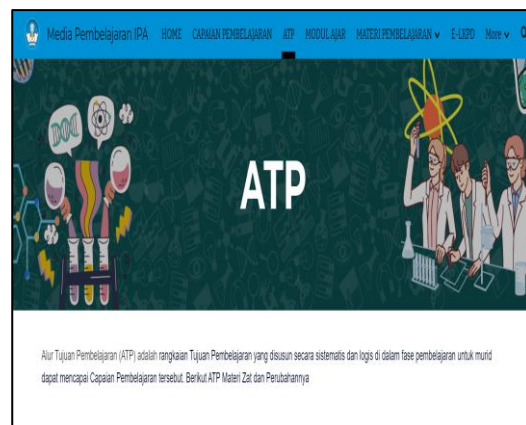 Media Pembelajaran IPA HOME CAPAIAN PEMBELAJARAN ATP MODUL AJAR MATERI PEMBELAJARAN E-LKPD More
ATP
Alur Tujuan Pembelajaran (ATP) adalah rangkaian Tujuan Pembelajaran yang disusun secara sistematis dan logis di dalam fase pembelajaran untuk murid
dapat mencapai Capaian Pembelajaran tersebut. Berikut ATP Materi Zat dan Perubahannya